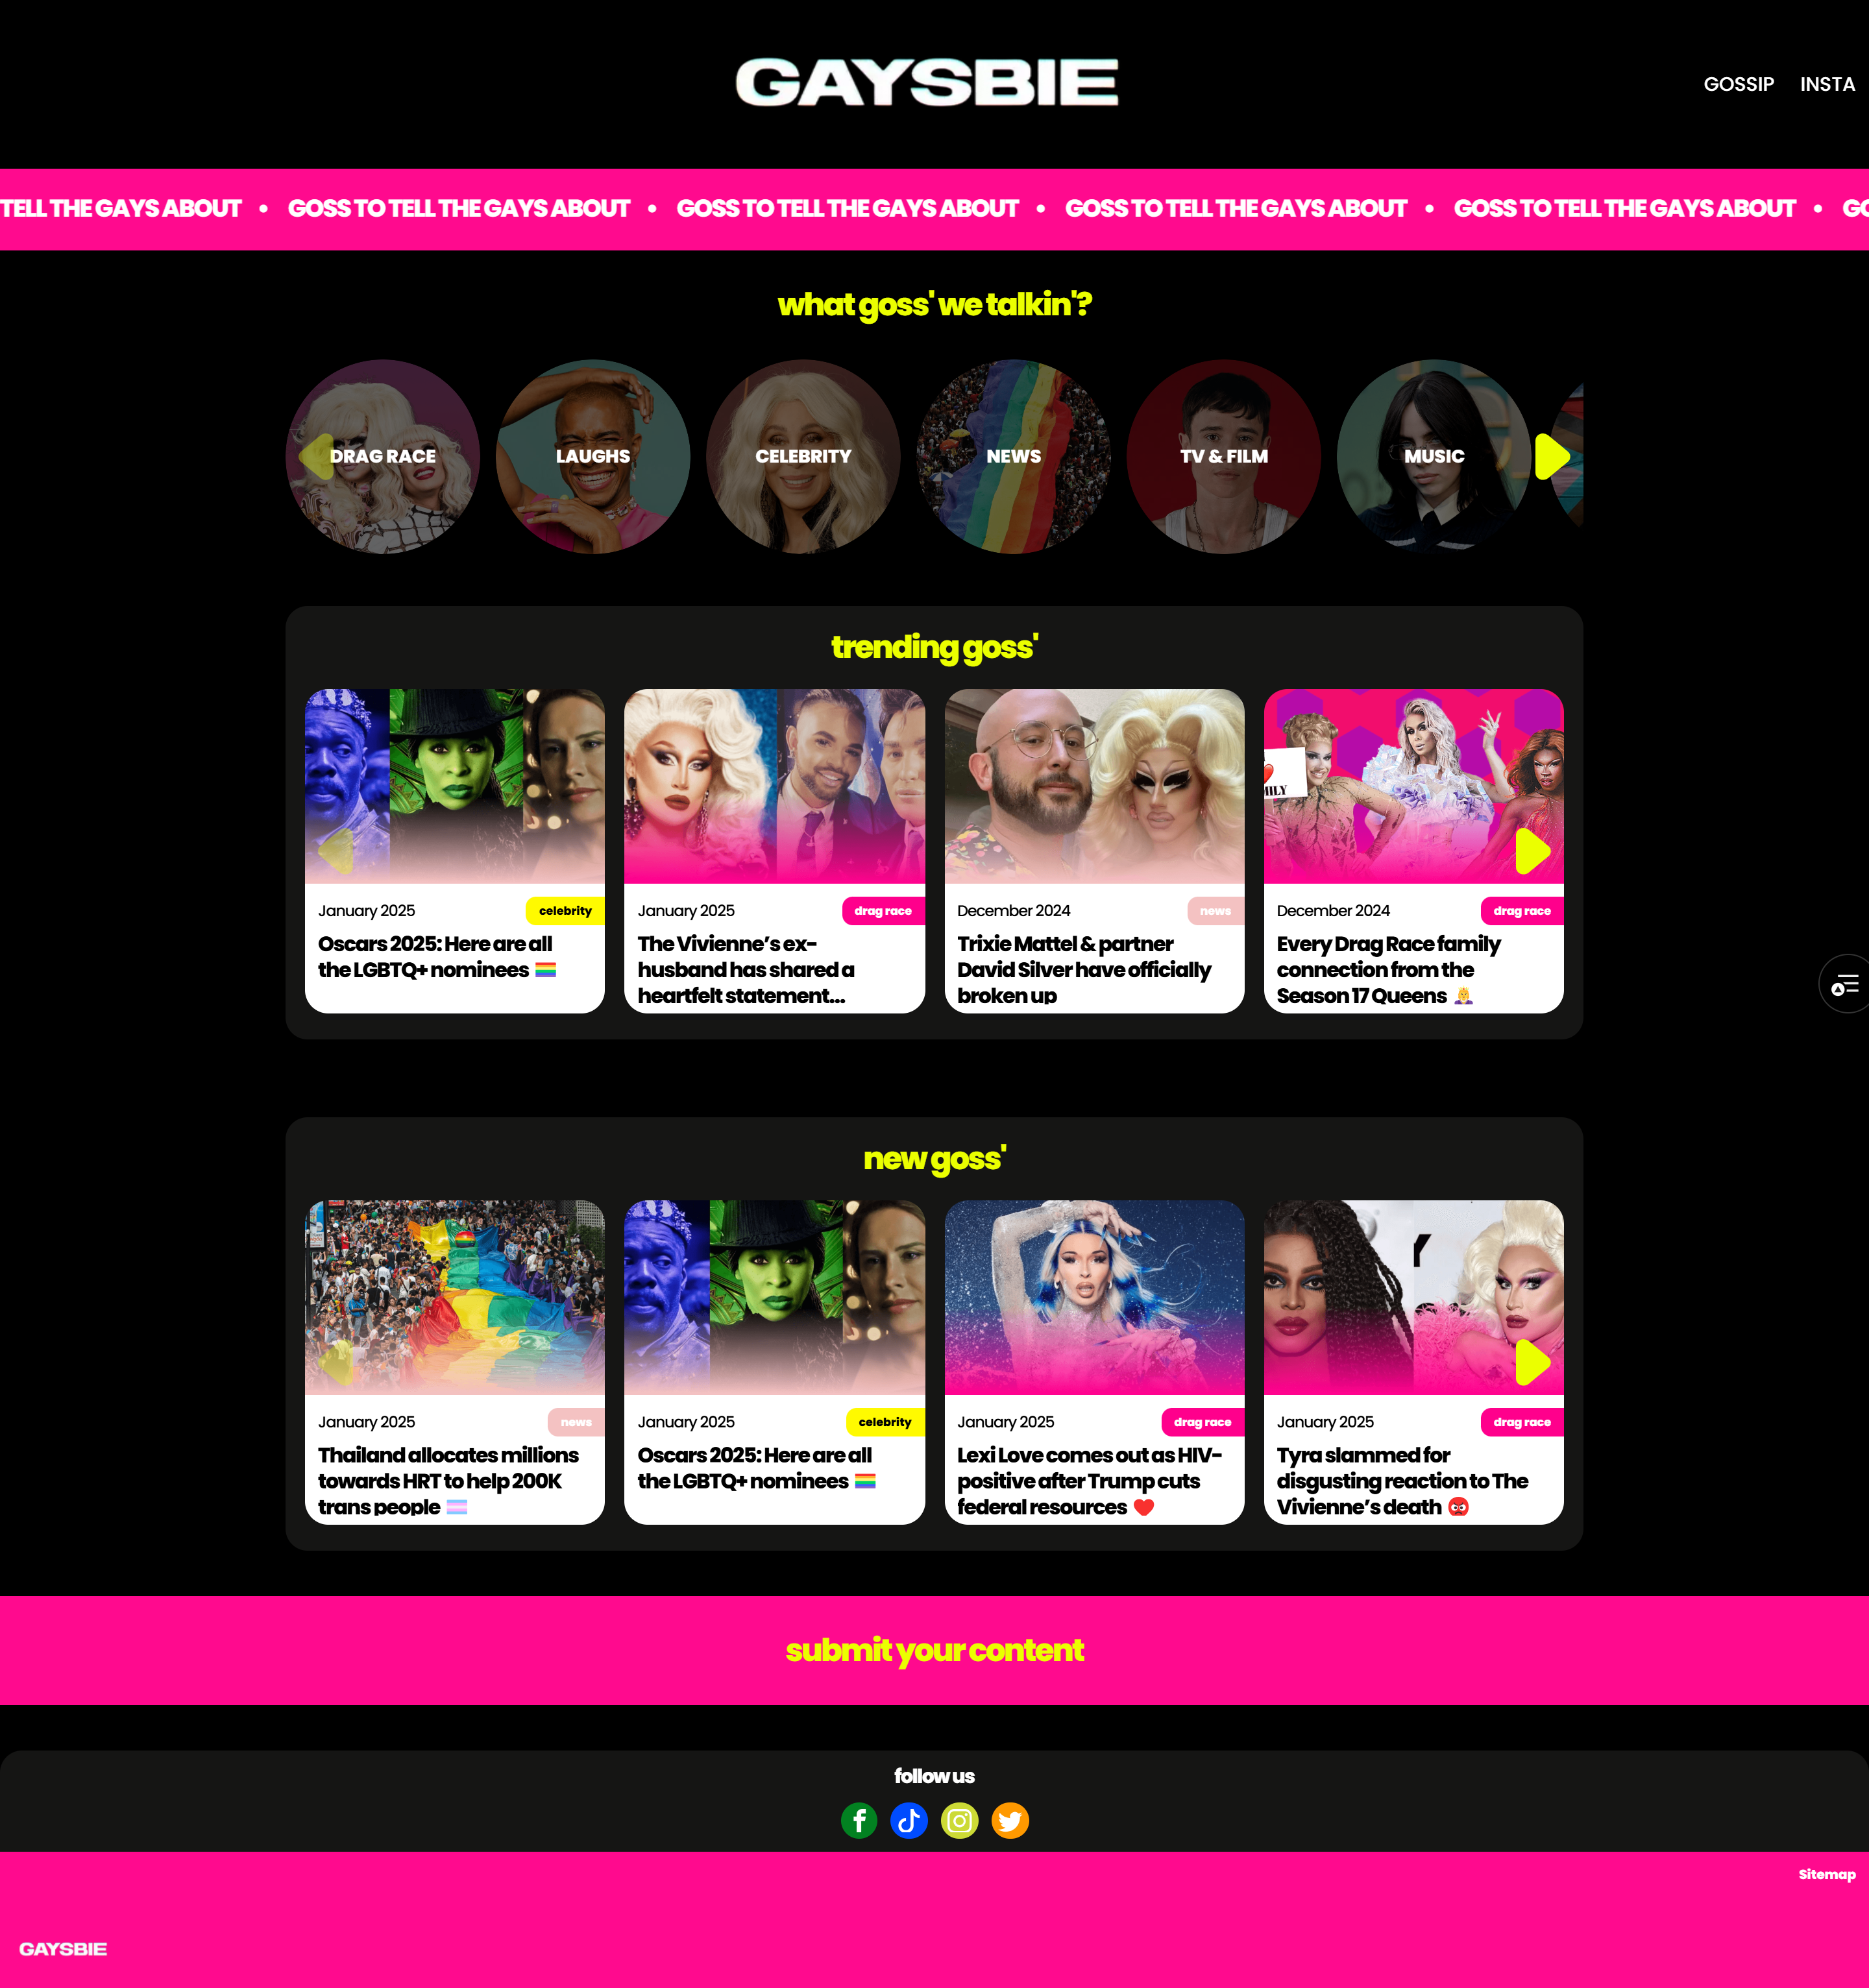 GAYSBIE
GOSSIP INSTA
TELL THE GAYS ABOUT • GOSS TO TELL THE GAYS ABOUT • GOSS TO TELL THE GAYS ABOUT • GOSS TO TELL THE GAYS ABOUT • GOSS TO TELL THE GAYS ABOUT • GO
what goss' we talkin'?
DRAG RACE
LAUGHS
CELEBRITY
NEWS
TV & FILM
MUSIC
trending goss'
January 2025
celebrity
Oscars 2025: Here are all
the LGBTQ+ nominees 🏳️‍🌈
January 2025
drag race
The Vivienne’s ex-
husband has shared a
heartfelt statement...
MILY
December 2024
news
Trixie Mattel & partner
David Silver have officially
broken up
December 2024
drag race
Every Drag Race family
connection from the
Season 17 Queens 👰
new goss'
January 2025
news
Thailand allocates millions
towards HRT to help 200K
trans people 🏳️‍⚧️
January 2025
celebrity
Oscars 2025: Here are all
the LGBTQ+ nominees 🏳️‍🌈
January 2025
drag race
Lexi Love comes out as HIV-
positive after Trump cuts
federal resources ❤️
Y
January 2025
drag race
Tyra slammed for
disgusting reaction to The
Vivienne’s death 😡
submit your content
follow us
Sitemap
GAYSBIE